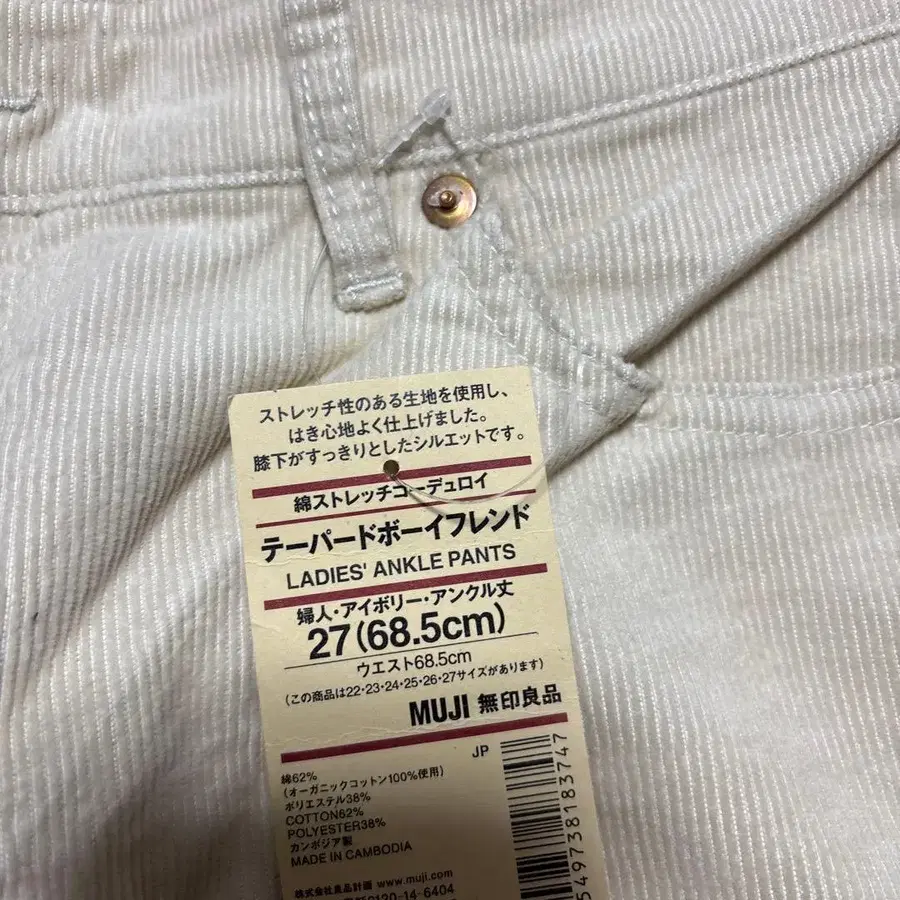 ストレッチ性のある生地を使用し、
はき心地よく仕上げました。
膝下がすっきりとしたシルエットです。
綿ストレッチコーデュロイ
テーパードボーイフレンド
LADIES' ANKLE PANTS
婦人・アイボリー・アンクル丈
27(68.5cm)
ウエスト68.5cm
(この商品は22・23・24・25・26・27サイズがあります)
MUJI 無印良品
JP
綿62%
(オーガニックコットン100%使用)
ポリエステル38%
COTTON62%
POLYESTER38%
カンボジア製
MADE IN CAMBODIA
株式会社良品計画 www.muji.com
0120-14-6404
549738183747